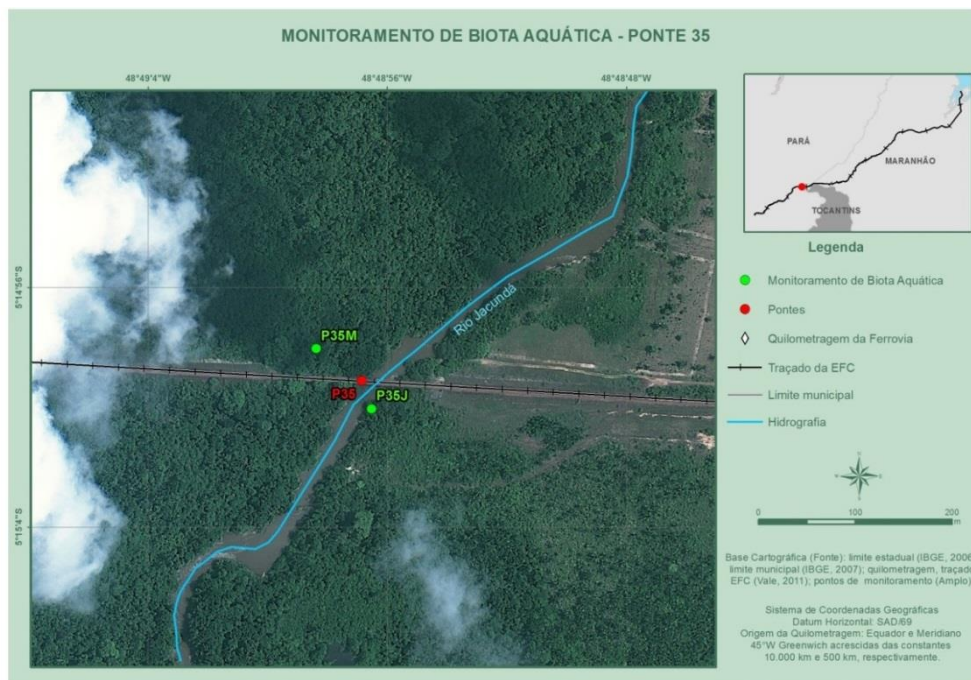 MONITORAMENTO DE BIOTA AQUÁTICA - PONTE 35
48°49'4"W
48°48'56"W
48°48'48"W
5°14'56"S
5°15'4"S
Rio Jacundá
P35M
P35
P35J
PARÁ
MARANHÃO
TOCANTINS
Legenda
Monitoramento de Biota Aquática
Pontes
Quilometragem da Ferrovia
Traçado da EFC
Limite municipal
Hidrografia
0 100 200
m
Base Cartográfica (Fonte): limite estadual (IBGE, 2006
limite municipal (IBGE, 2007); quilometragem, traçado
EFC (Vale, 2011); pontos de monitoramento (Amplo)
Sistema de Coordenadas Geográficas
Datum Horizontal: SAD/69
Origem da Quilometragem: Equador e Meridiano
45°W Greenwich acrescidas das constantes
10.000 km e 500 km, respectivamente.